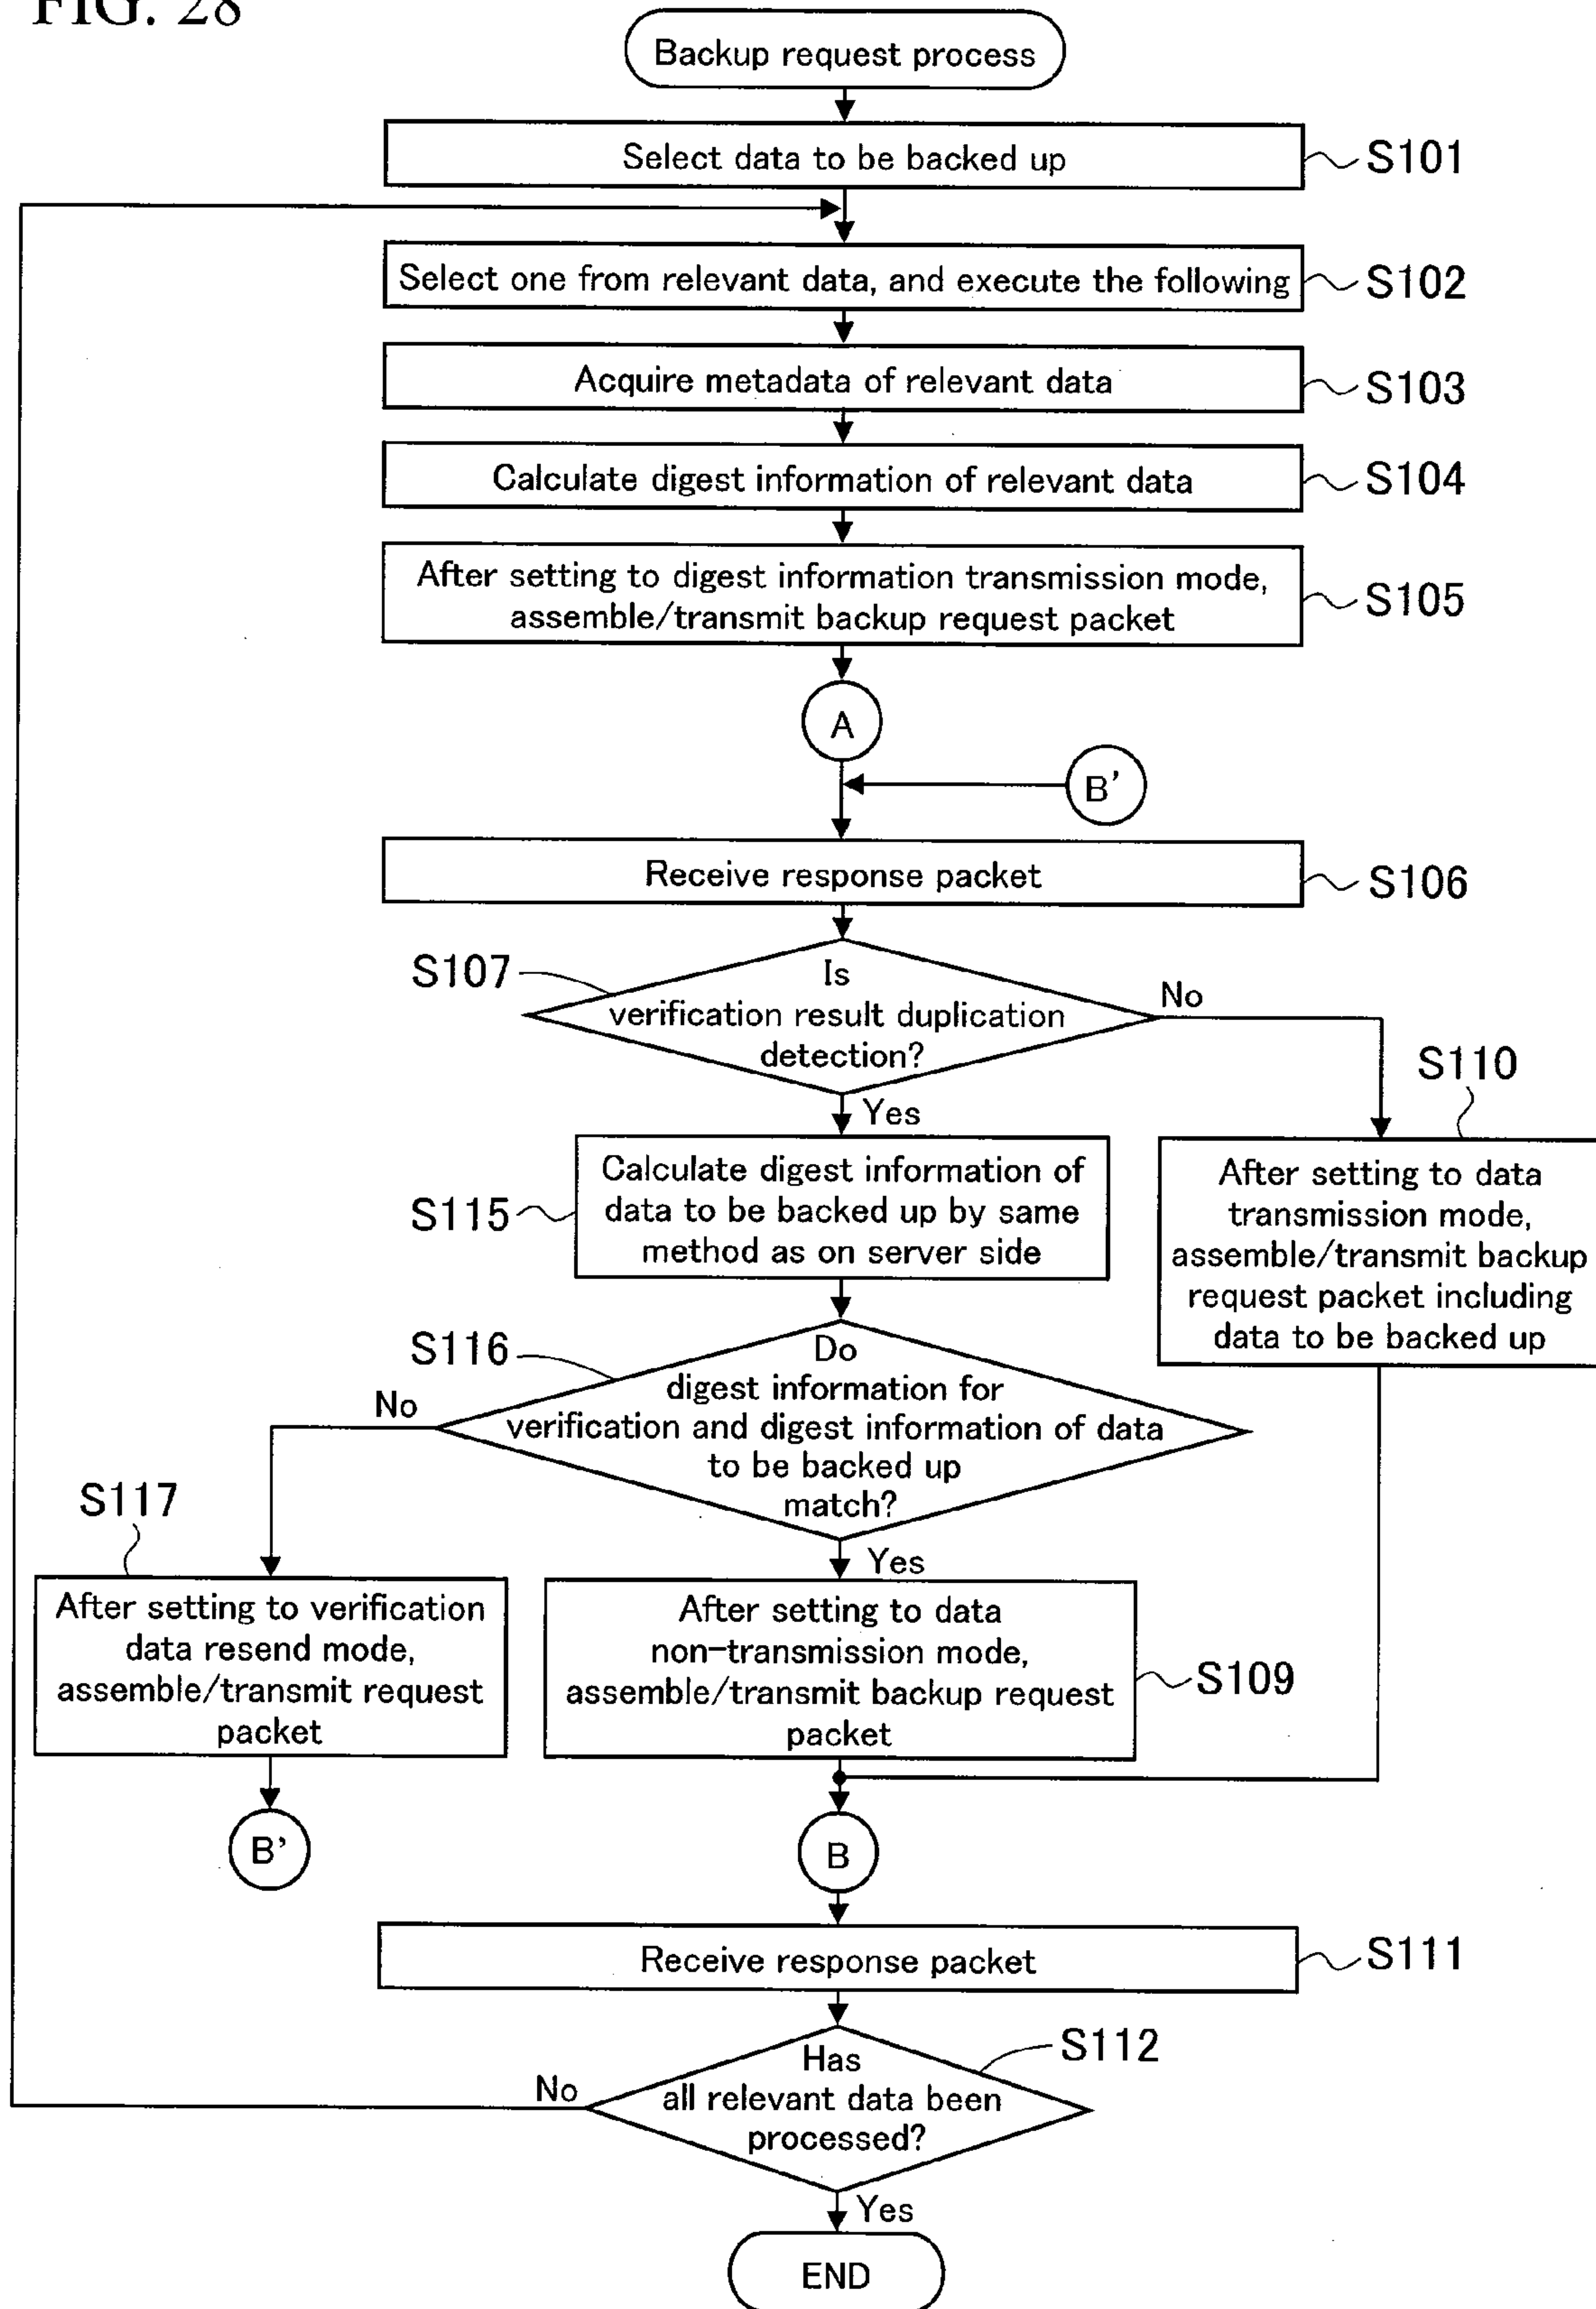 FIG. 28
Backup request process
Select data to be backed up
S101
Select one from relevant data, and execute the following
S102
Acquire metadata of relevant data
S103
Calculate digest information of relevant data
S104
After setting to digest information transmission mode,
assemble/transmit backup request packet
S105
A
B’
Receive response packet
S106
S107
Is
verification result duplication
detection?
No
Yes
S110
After setting to data
transmission mode,
assemble/transmit backup
request packet including
data to be backed up
S115
Calculate digest information of
data to be backed up by same
method as on server side
S116
Do
digest information for
verification and digest information of data
to be backed up
match?
No
Yes
S117
After setting to verification
data resend mode,
assemble/transmit request
packet
After setting to data
non-transmission mode,
assemble/transmit backup request
packet
S109
B’
B
Receive response packet
S111
S112
Has
all relevant data been
processed?
No
Yes
END